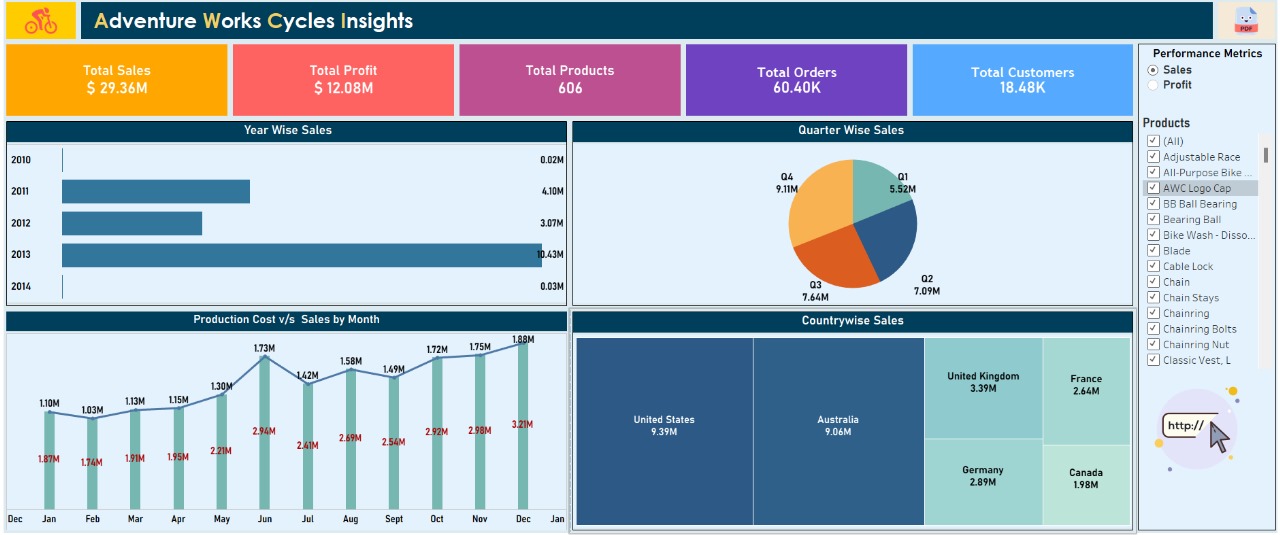 Adventure Works Cycles Insights
PDF
Total Sales
$ 29.36M
Total Profit
$ 12.08M
Total Products
606
Total Orders
60.40K
Total Customers
18.48K
Performance Metrics
Sales
Profit
Products
(All)
Adjustable Race
All-Purpose Bike ...
AWC Logo Cap
BB Ball Bearing
Bearing Ball
Bike Wash - Disso...
Blade
Cable Lock
Chain
Chain Stays
Chainring
Chainring Bolts
Chainring Nut
Classic Vest, L
http://
Year Wise Sales
2010 0.02M
2011 4.10M
2012 3.07M
2013 10.43M
2014 0.03M
Quarter Wise Sales
Q4
9.11M
Q1
5.52M
Q3
7.64M
Q2
7.09M
Production Cost v/s Sales by Month
1.10M 1.03M 1.13M 1.15M 1.30M 1.73M 1.42M 1.58M 1.49M 1.72M 1.75M 1.88M
1.87M 1.74M 1.91M 1.95M 2.21M 2.94M 2.41M 2.69M 2.54M 2.92M 2.98M 3.21M
Dec Jan Feb Mar Apr May Jun Jul Aug Sept Oct Nov Dec Jan
Countrywise Sales
United States
9.39M
Australia
9.06M
United Kingdom
3.39M
France
2.64M
Germany
2.89M
Canada
1.98M